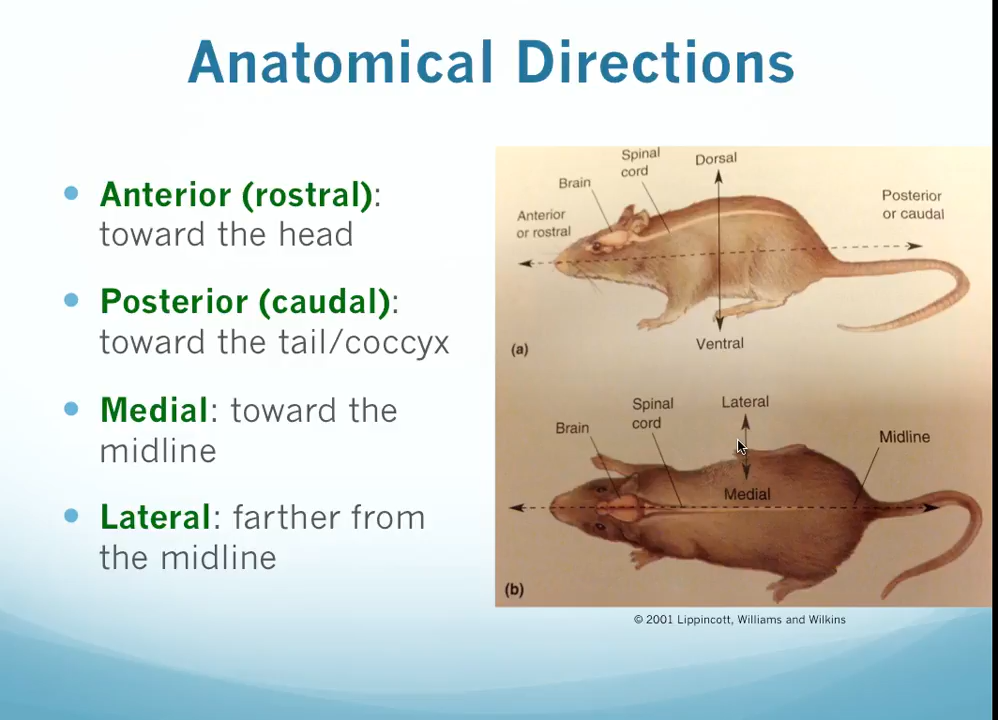 Anatomical Directions
Anterior (rostral):
toward the head
Posterior (caudal):
toward the tail/coccyx
Medial: toward the
midline
Lateral: farther from
the midline
Spinal
cord
Dorsal
Brain
Posterior
or caudal
Anterior
or rostral
Ventral
(a)
Spinal
cord
Lateral
Brain
Midline
Medial
(b)
© 2001 Lippincott, Williams and Wilkins